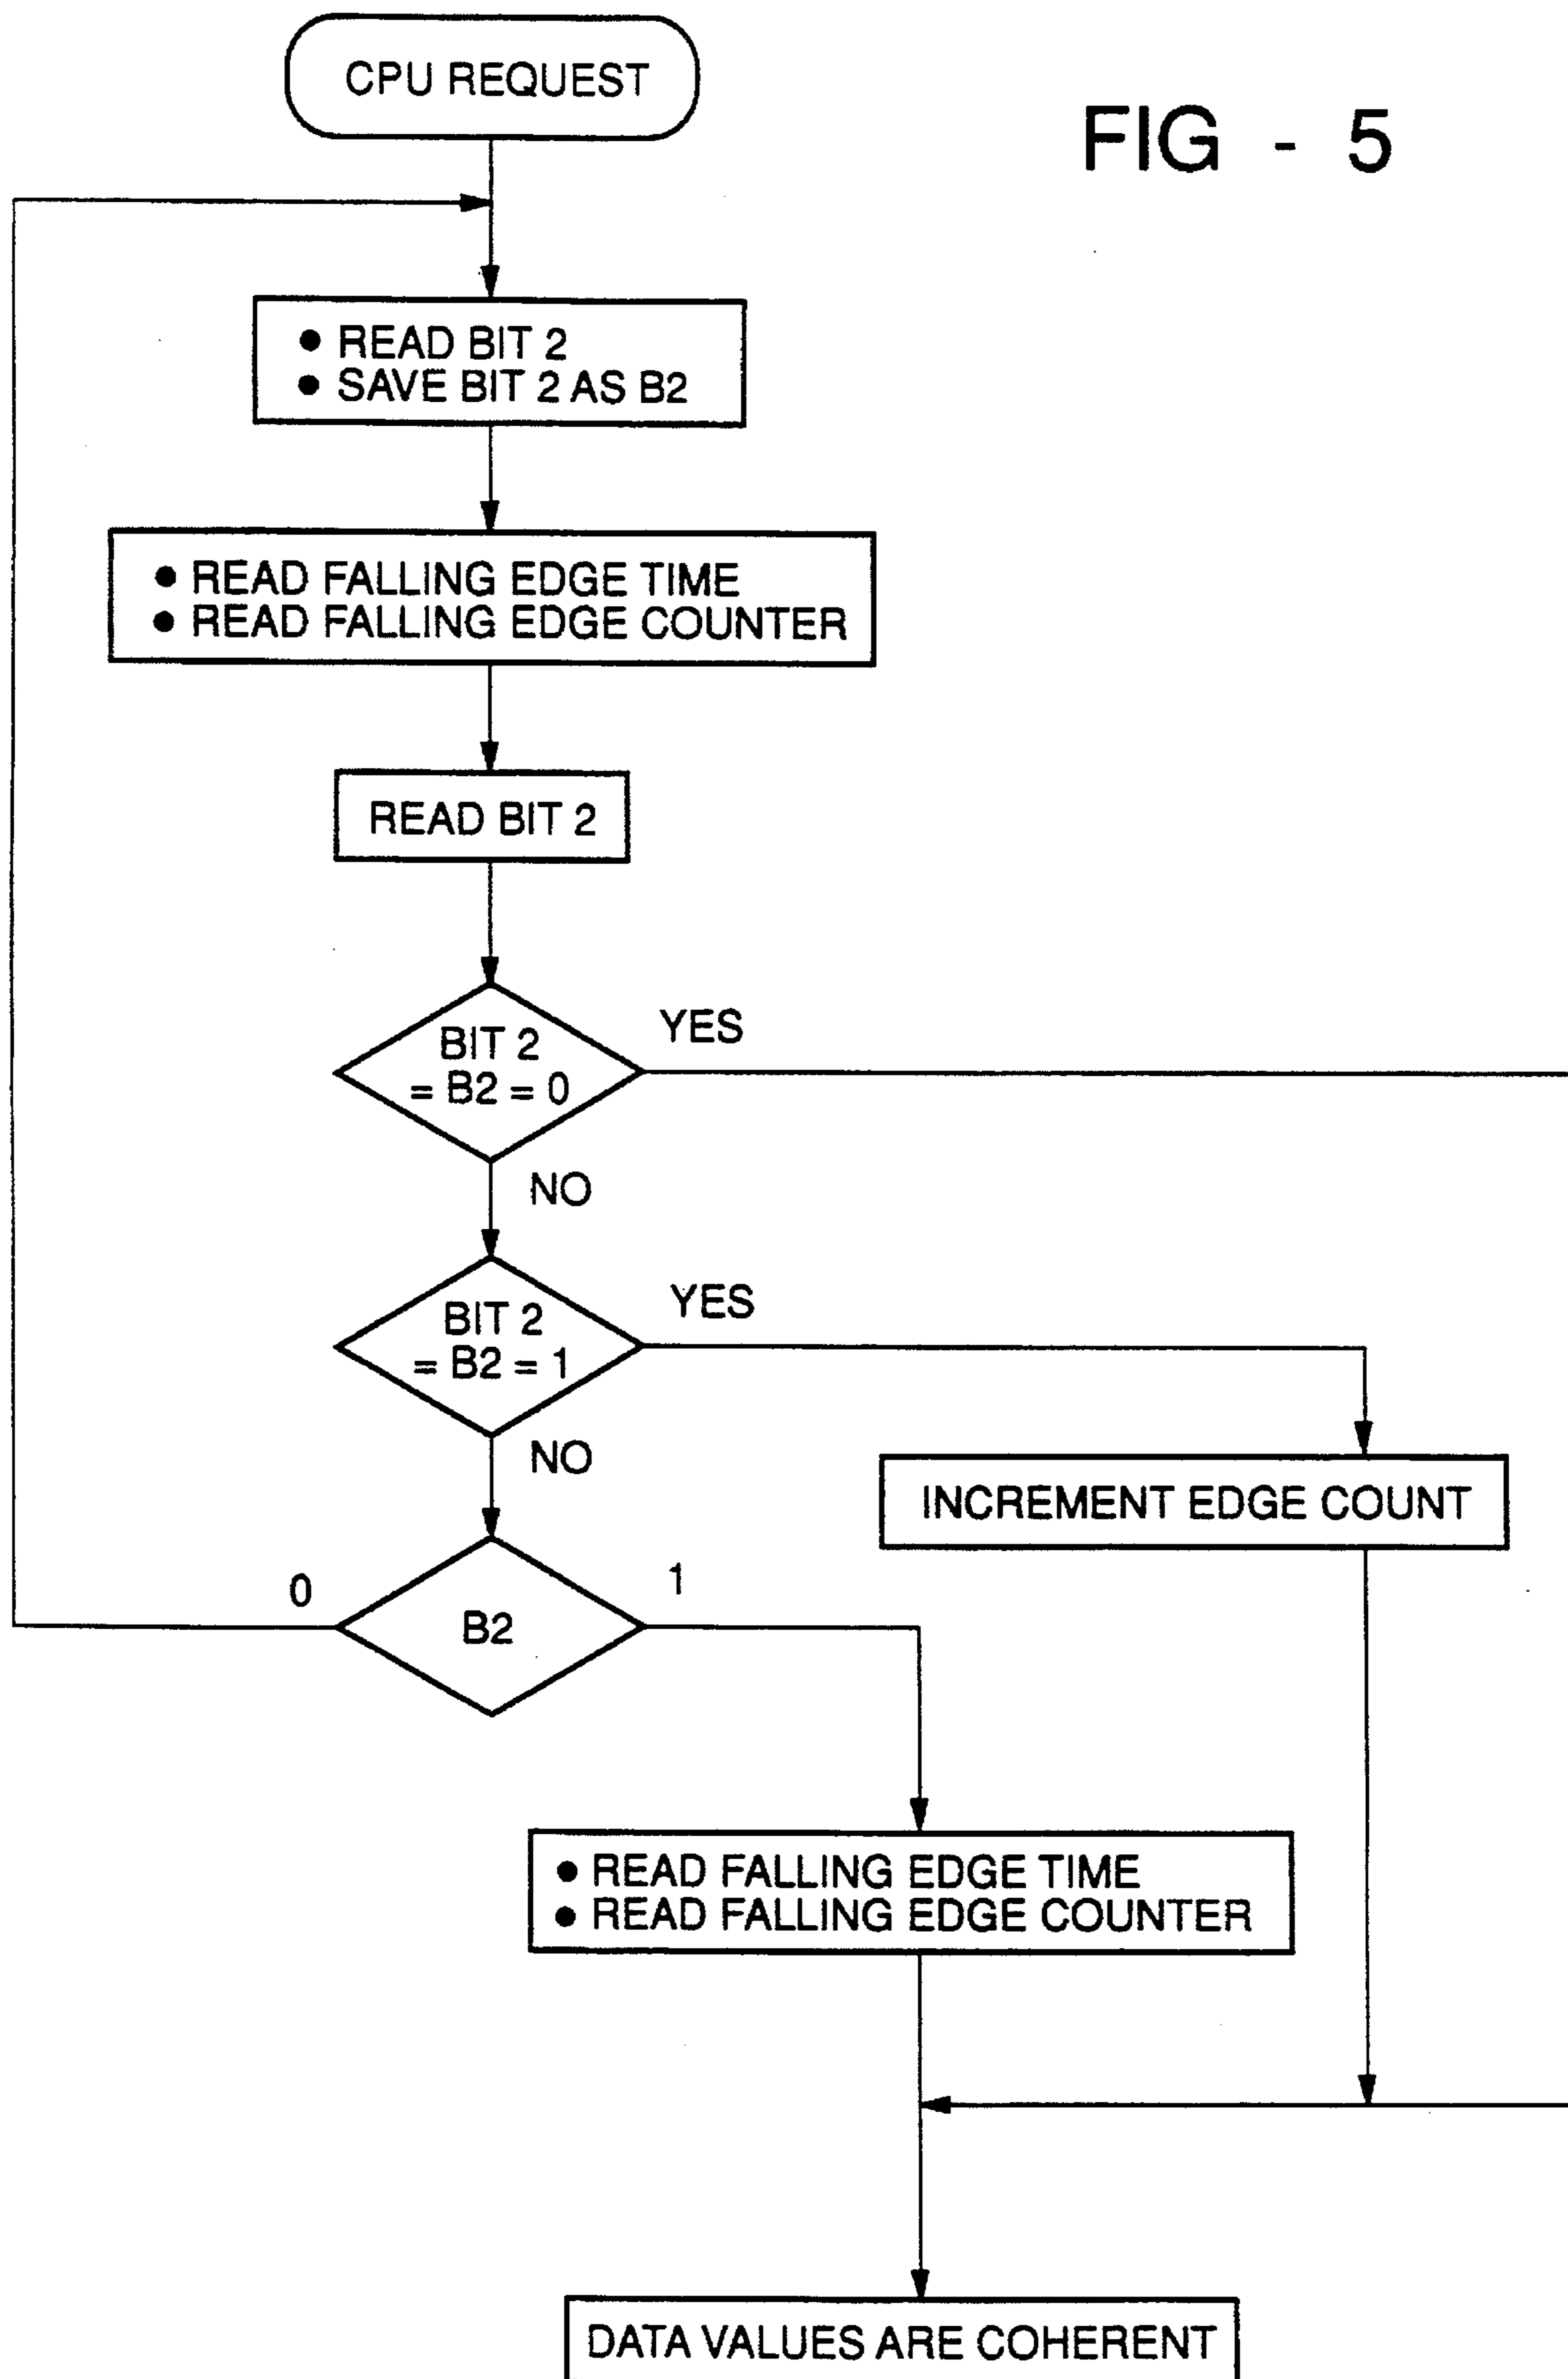 CPU REQUEST
FIG - 5
● READ BIT 2
● SAVE BIT 2 AS B2
● READ FALLING EDGE TIME
● READ FALLING EDGE COUNTER
READ BIT 2
BIT 2
= B2 = 0
YES
NO
BIT 2
= B2 = 1
YES
NO
INCREMENT EDGE COUNT
0
B2
1
● READ FALLING EDGE TIME
● READ FALLING EDGE COUNTER
DATA VALUES ARE COHERENT